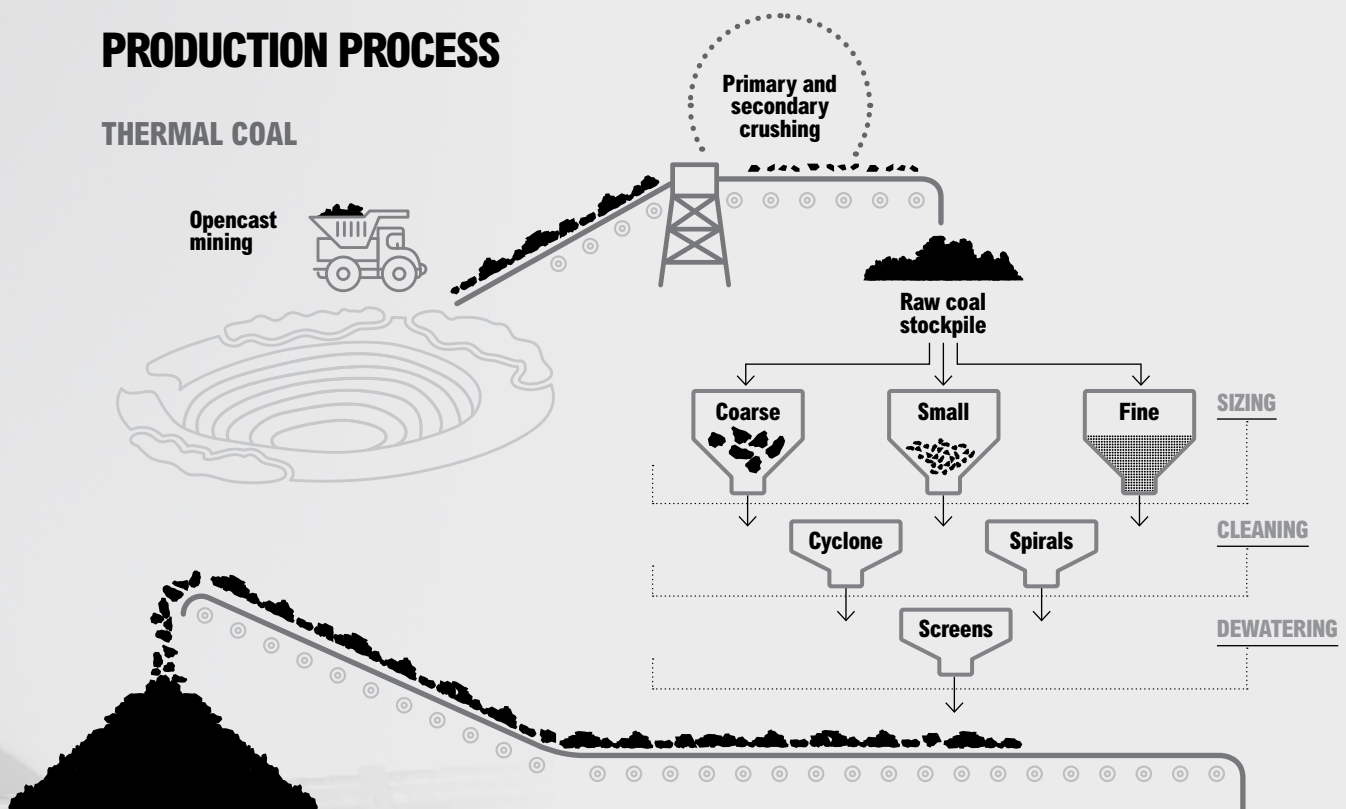 PRODUCTION PROCESS
THERMAL COAL
Primary and
secondary
crushing
Opencast
mining
Raw coal
stockpile
Coarse
Small
Fine
SIZING
Cyclone
Spirals
CLEANING
Screens
DEWATERING